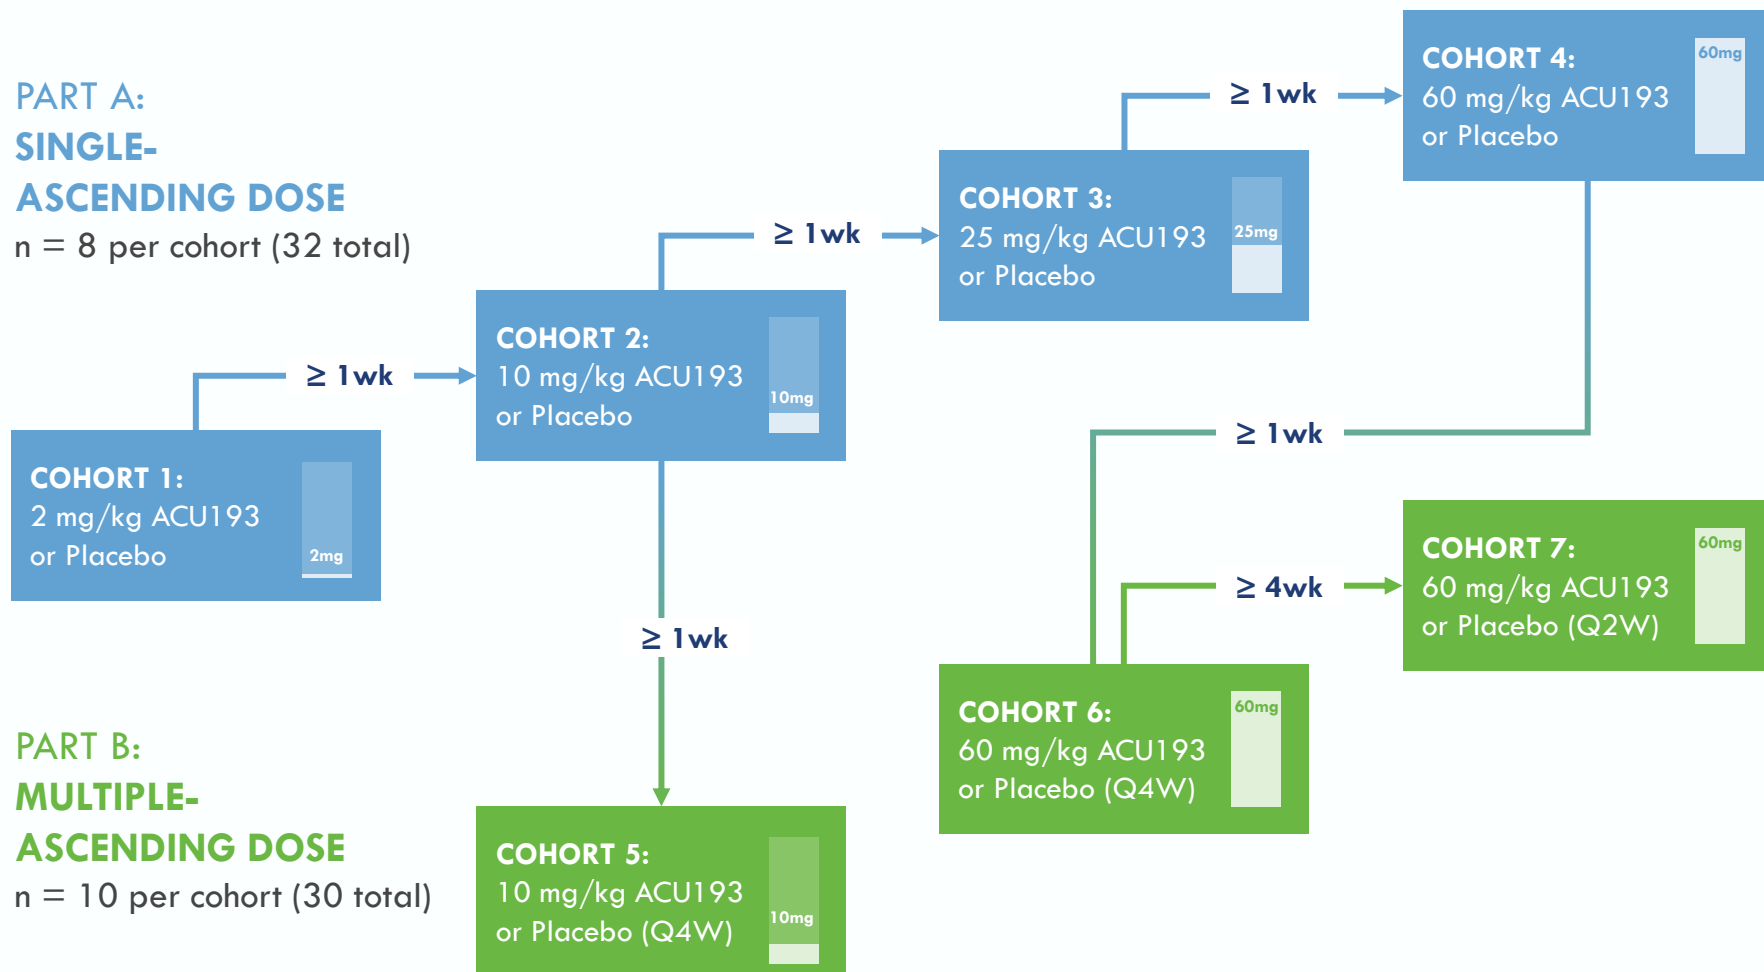 PART A:
SINGLE-
ASCENDING DOSE
n = 8 per cohort (32 total)
COHORT 1:
2 mg/kg ACU193
or Placebo
2mg
≥ 1wk
COHORT 2:
10 mg/kg ACU193
or Placebo
10mg
≥ 1wk
COHORT 3:
25 mg/kg ACU193
or Placebo
25mg
≥ 1wk
COHORT 4:
60 mg/kg ACU193
or Placebo
60mg
≥ 1wk
≥ 1wk
PART B:
MULTIPLE-
ASCENDING DOSE
n = 10 per cohort (30 total)
COHORT 5:
10 mg/kg ACU193
or Placebo (Q4W)
10mg
COHORT 6:
60 mg/kg ACU193
or Placebo (Q4W)
60mg
≥ 4wk
COHORT 7:
60 mg/kg ACU193
or Placebo (Q2W)
60mg